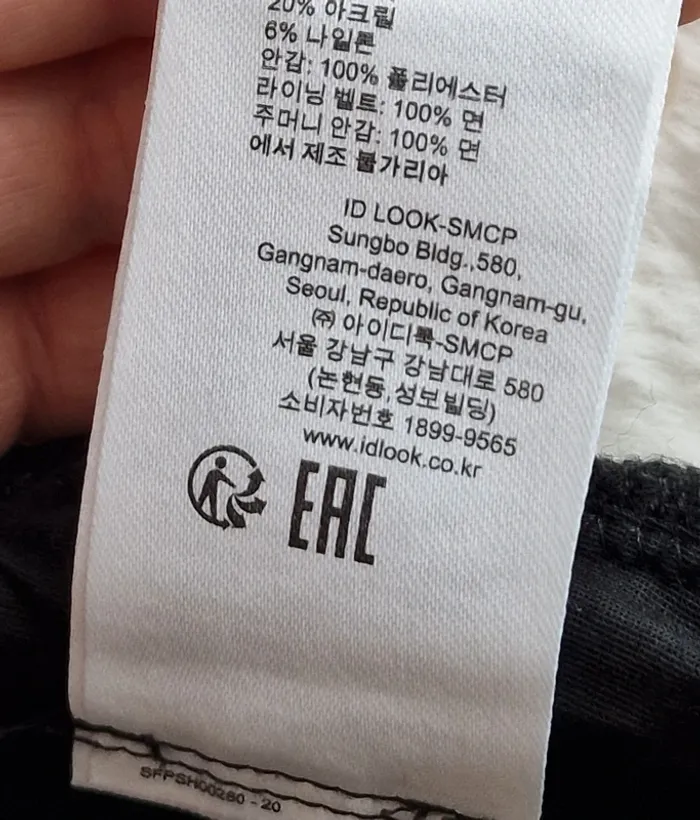 20% 아크릴
6% 나일론
안감: 100% 폴리에스터
라이닝 벨트: 100% 면
주머니 안감: 100% 면
에서 제조 불가리아
ID LOOK-SMCP
Sungbo Bldg.,580,
Gangnam-daero, Gangnam-gu,
Seoul, Republic of Korea
㈜ 아이디룩-SMCP
서울 강남구 강남대로 580
(논현동,성보빌딩)
소비자번호 1899-9565
www.idlook.co.kr
EAC
SFPSH00280 - 20